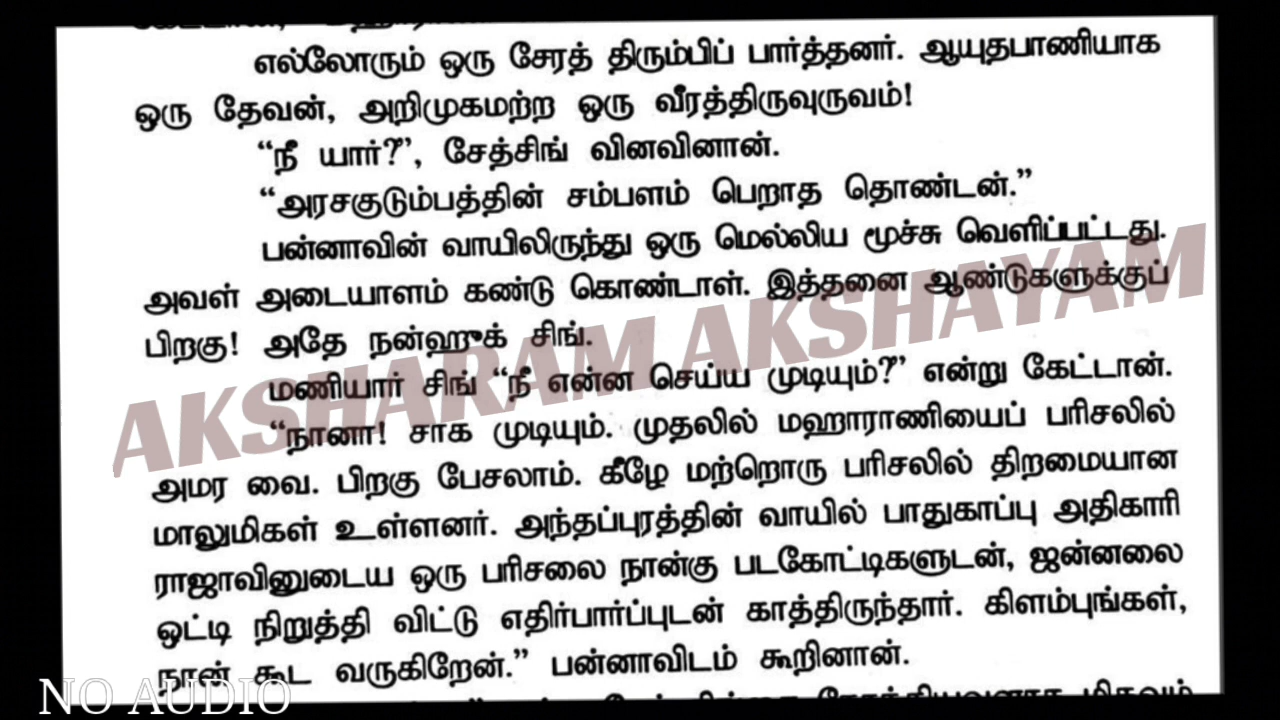 எல்லோரும் ஒரு சேரத் திரும்பிப் பார்த்தனர். ஆயுதபாணியாக
ஒரு தேவன், அறிமுகமற்ற ஒரு வீரத்திருவுருவம்!
“நீ யார்?”, சேத்சிங் வினவினான்.
“அரசகுடும்பத்தின் சம்பளம் பெறாத தொண்டன்.”
பன்னாவின் வாயிலிருந்து ஒரு மெல்லிய மூச்சு வெளிப்பட்டது.
அவள் அடையாளம் கண்டு கொண்டாள். இத்தனை ஆண்டுகளுக்குப்
பிறகு! அதே நன்ஹுக் சிங்.
மணியார் சிங் “நீ என்ன செய்ய முடியும்?” என்று கேட்டான்.
“நானா! சாக முடியும். முதலில் மஹாராணியைப் பரிசலில்
அமர வை. பிறகு பேசலாம். கீழே மற்றொரு பரிசலில் திறமையான
மாலுமிகள் உள்ளனர். அந்தப்புரத்தின் வாயில் பாதுகாப்பு அதிகாரி
ராஜாவினுடைய ஒரு பரிசலை நான்கு படகோட்டிகளுடன், ஜன்னலை
ஒட்டி நிறுத்தி விட்டு எதிர்பார்ப்புடன் காத்திருந்தார். கிளம்புங்கள்,
நான் கூட வருகிறேன்.” பன்னாவிடம் கூறினான்.
AKSHARAM AKSHAYAM
NO AUDIO